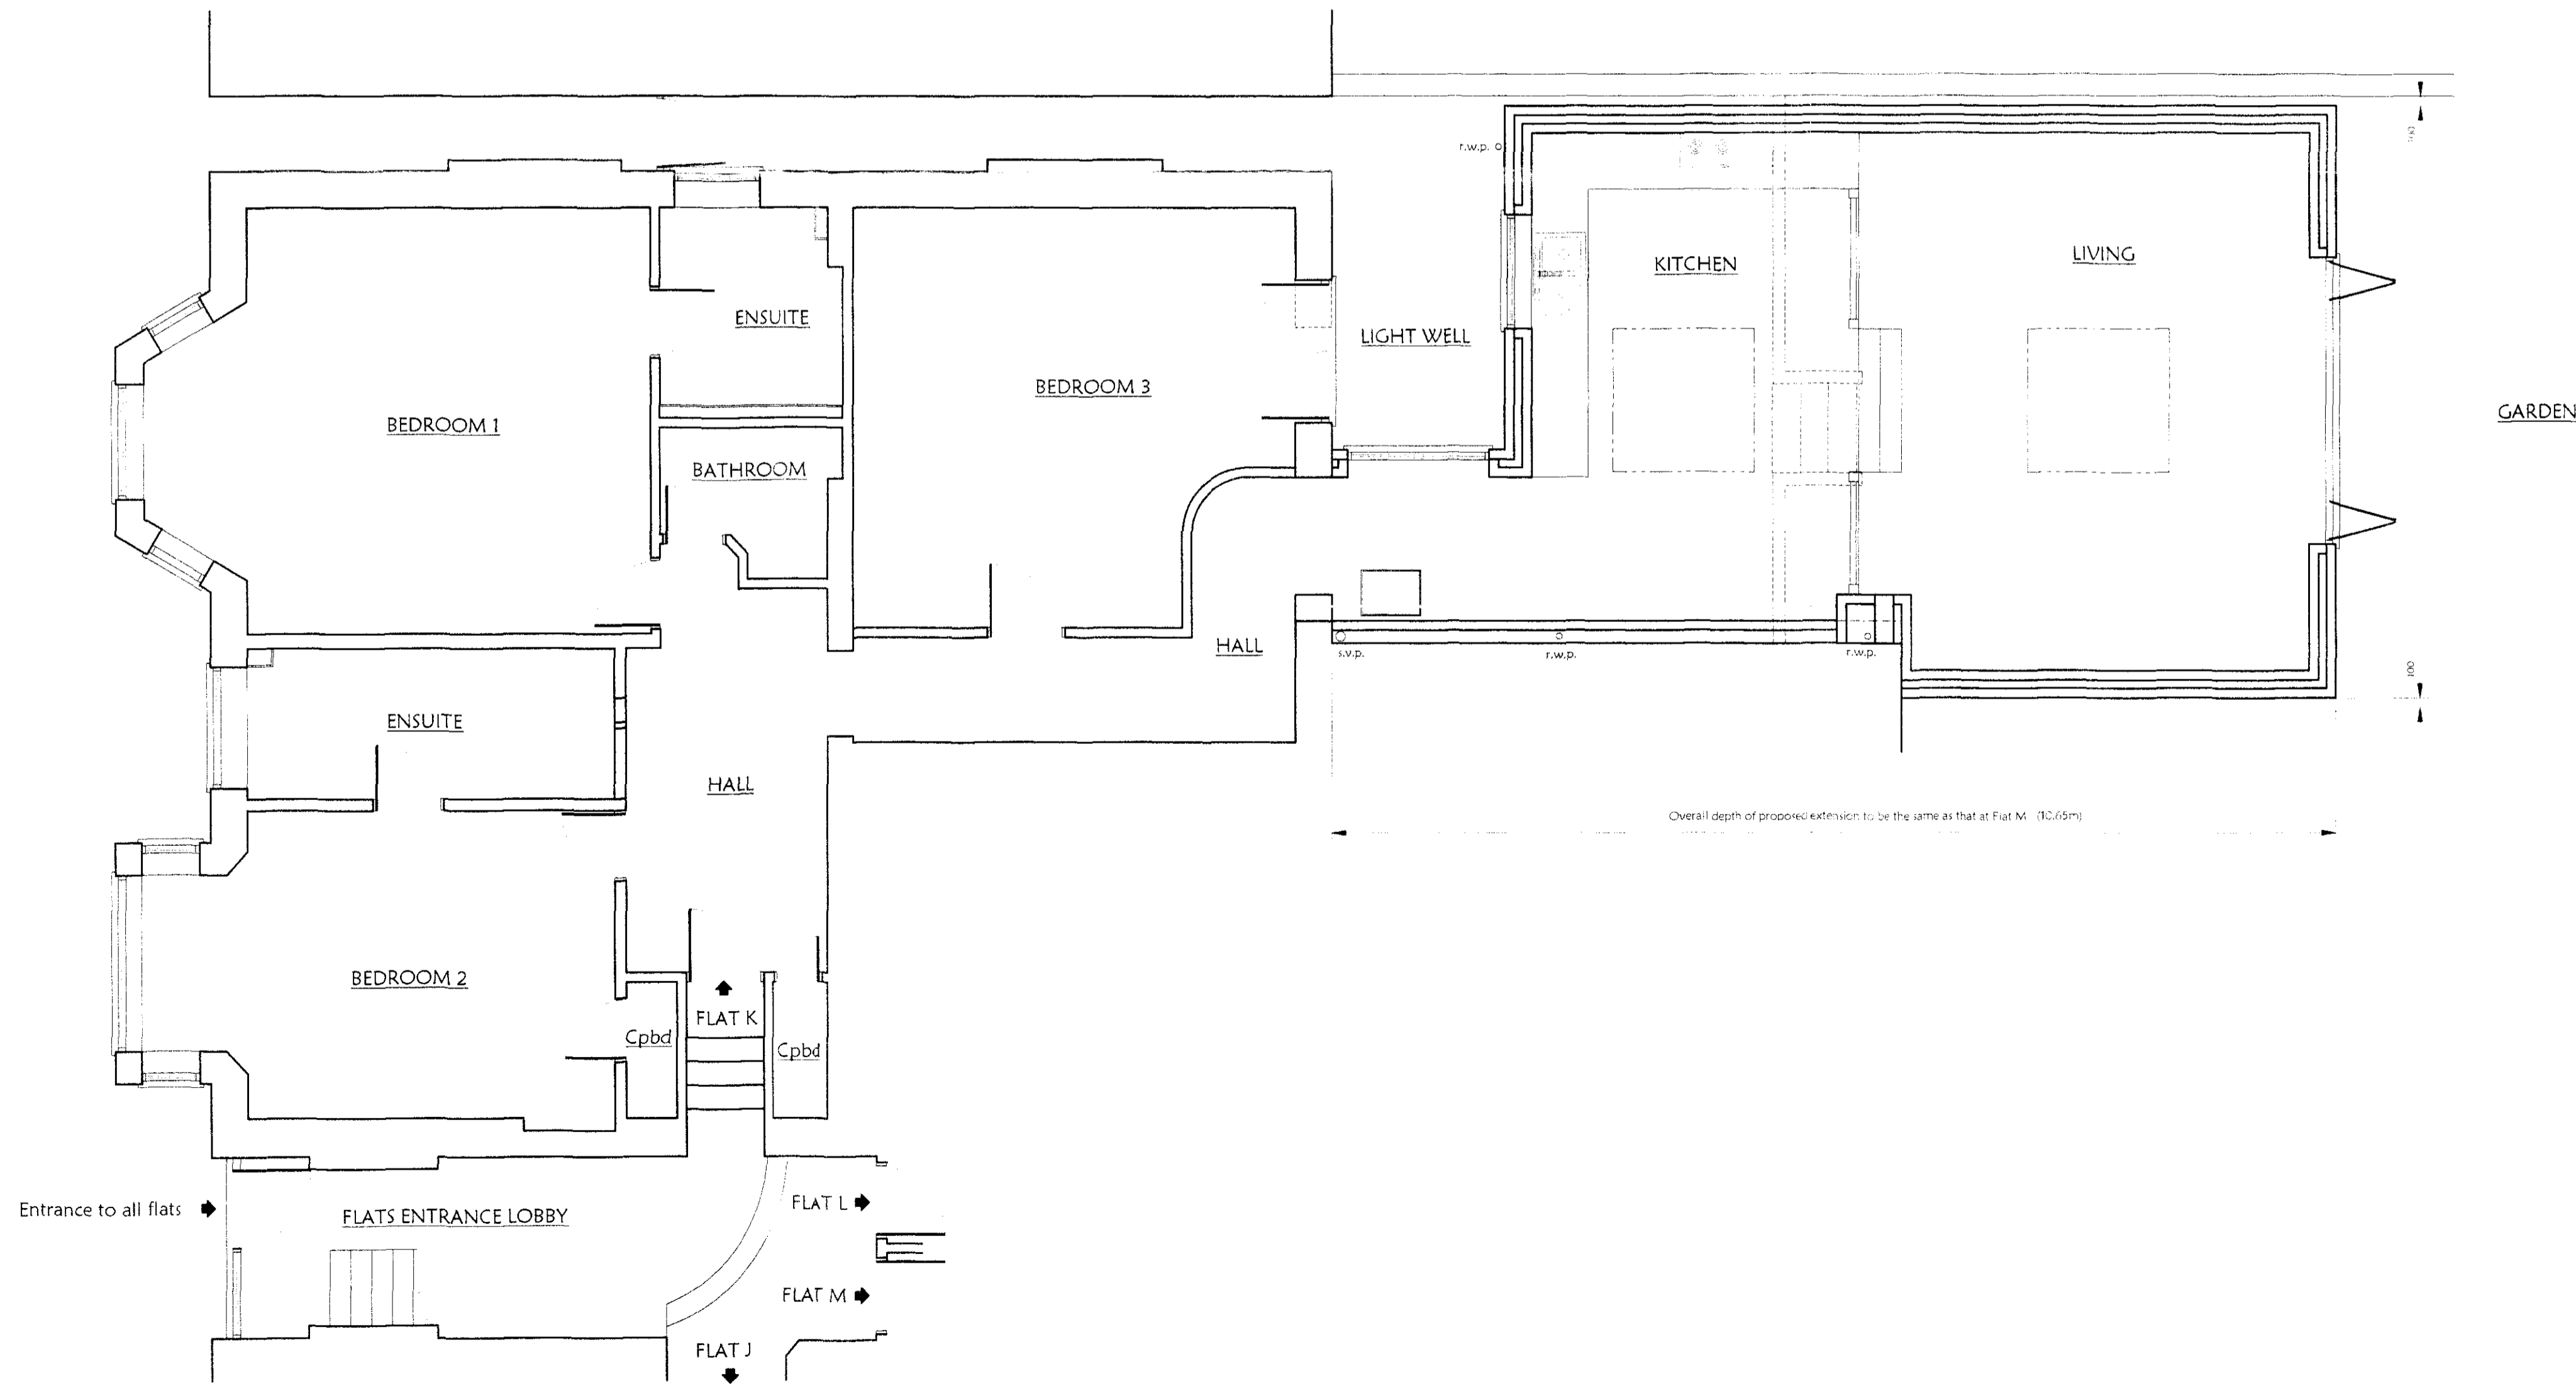 r.w.p.
KITCHEN
LIVING
ENSUITE
LIGHT WELL
BEDROOM 3
GARDEN
BEDROOM 1
BATHROOM
HALL
s.v.p.
r.w.p.
r.w.p.
100
ENSUITE
HALL
Overall depth of proposed extension to be the same as that at Flat M (10.65m)
BEDROOM 2
FLAT K
Cpbd
Cpbd
Entrance to all flats
FLATS ENTRANCE LOBBY
FLAT L
FLAT M
FLAT J